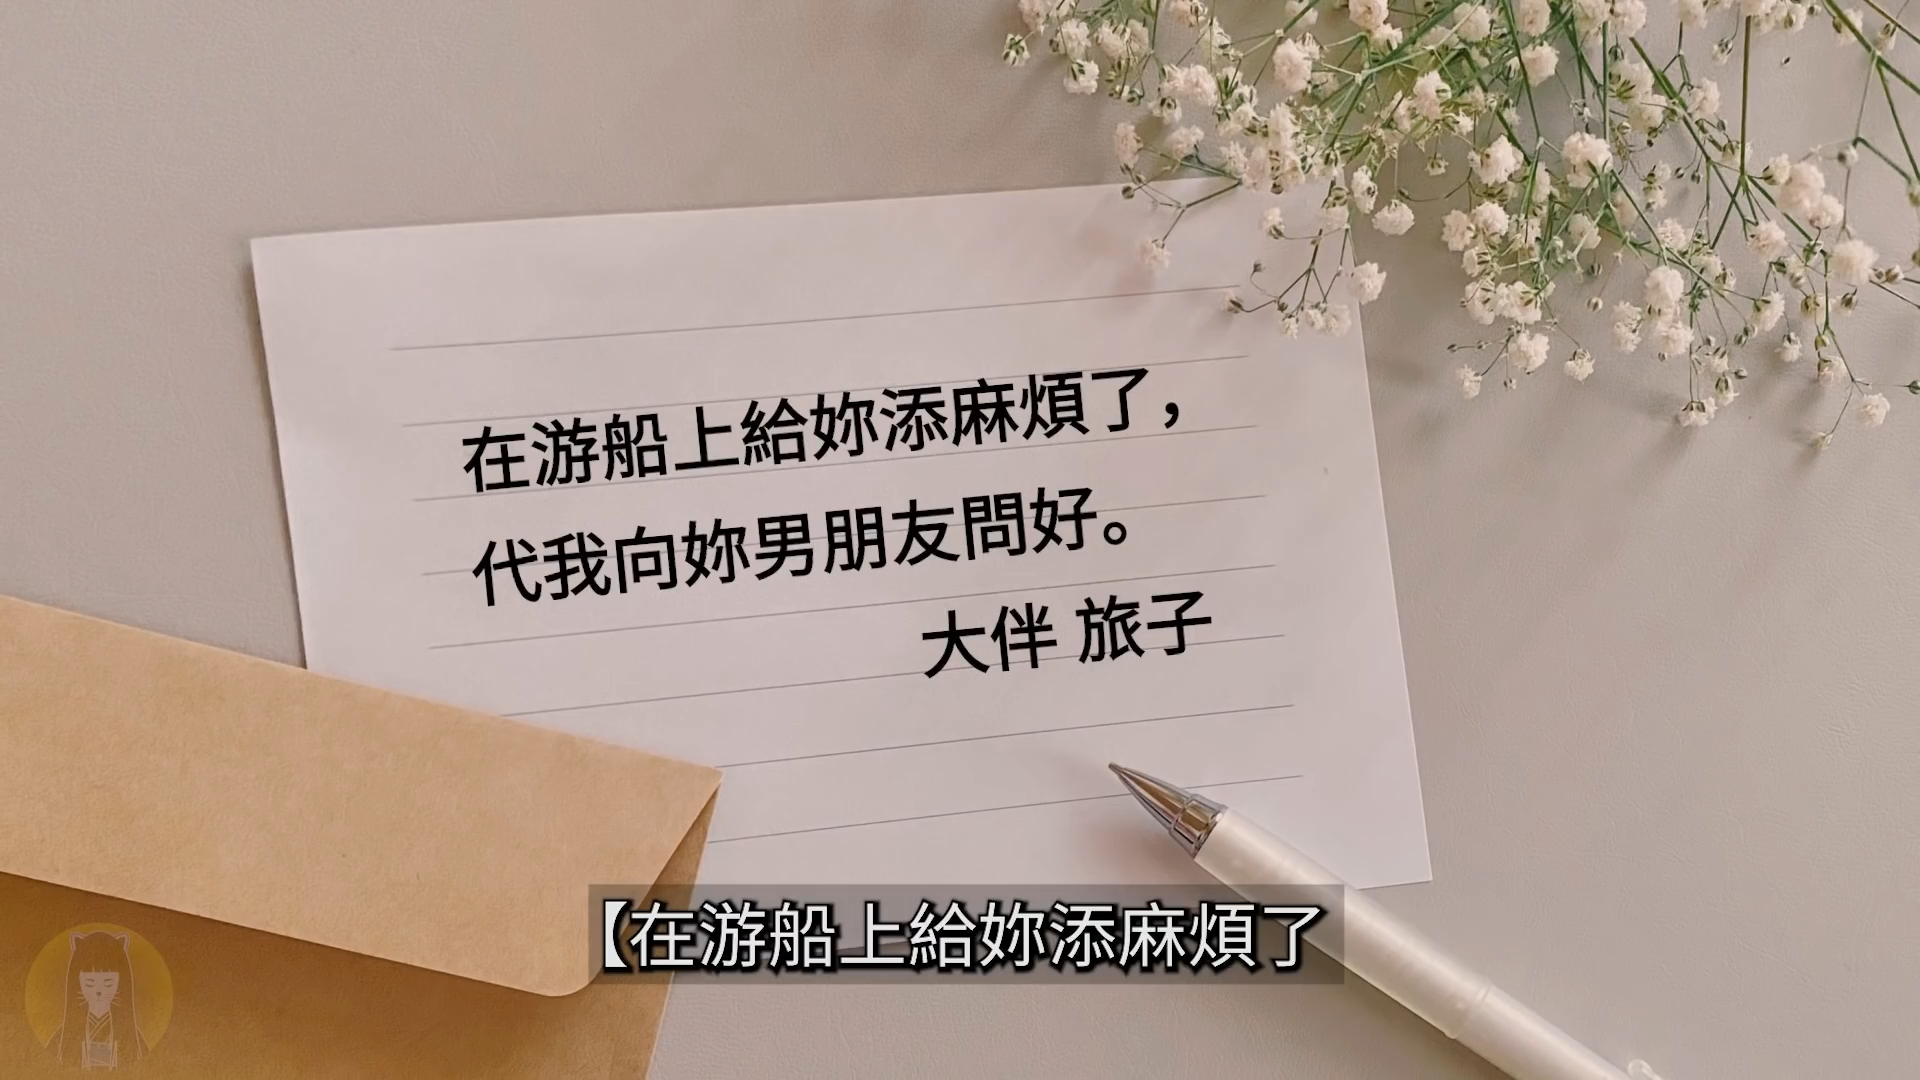 在游船上給妳添麻煩了，
代我向妳男朋友問好。
大伴 旅子
【在游船上給妳添麻煩了